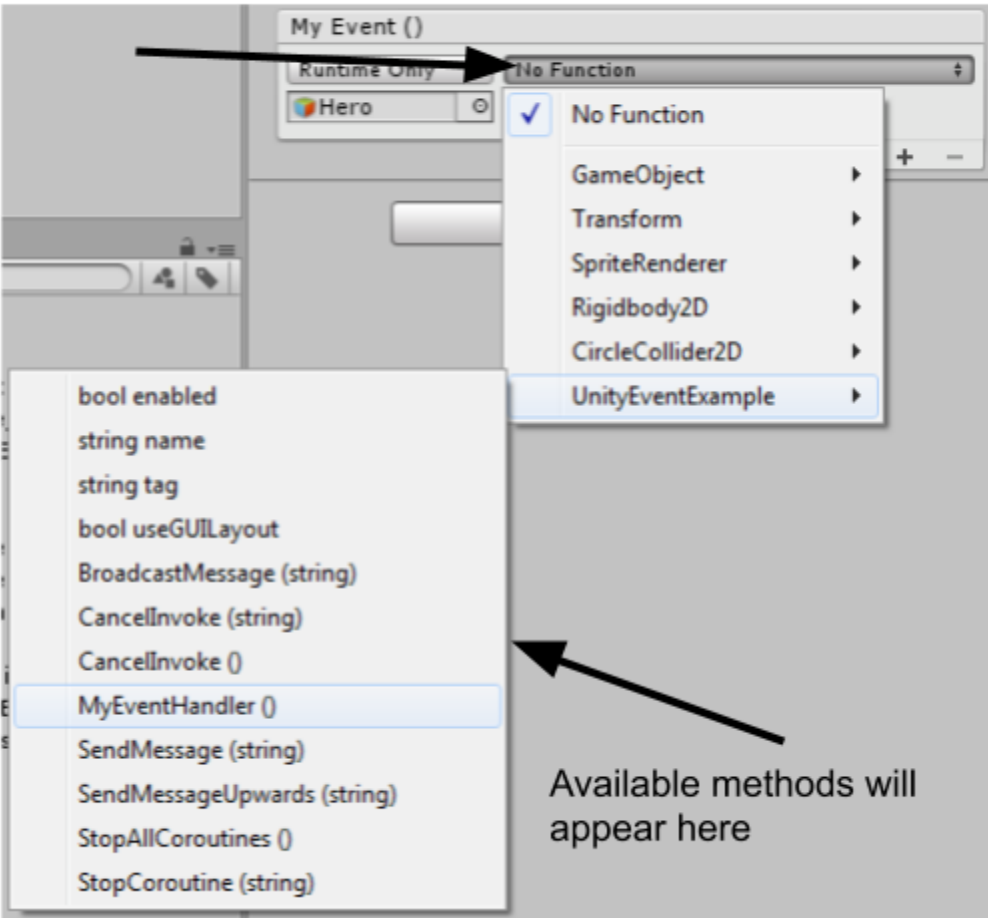 My Event ()
Runtime Only
No Function
Hero
No Function
GameObject
Transform
SpriteRenderer
Rigidbody2D
CircleCollider2D
UnityEventExample
bool enabled
string name
string tag
bool useGUILayout
BroadcastMessage (string)
CancelInvoke (string)
CancelInvoke ()
MyEventHandler ()
SendMessage (string)
SendMessageUpwards (string)
StopAllCoroutines ()
StopCoroutine (string)
Available methods will
appear here